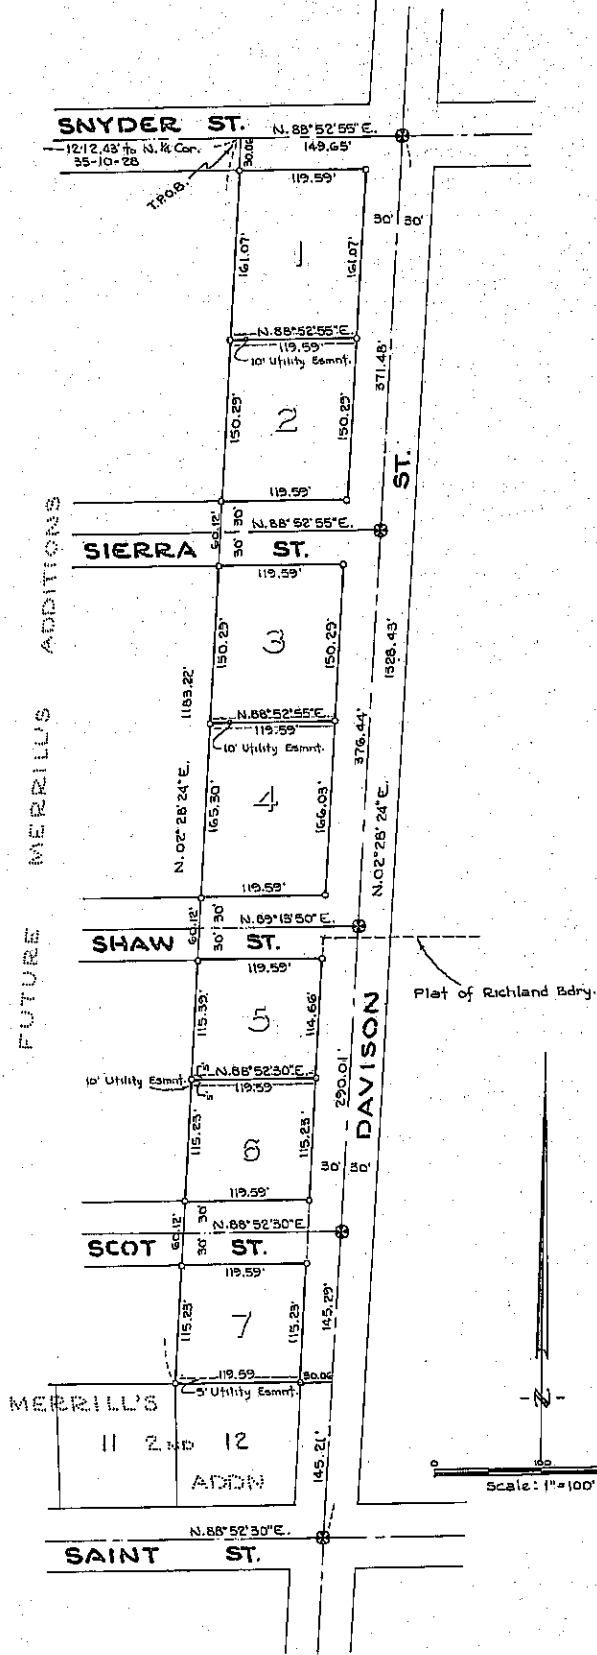 SNYDER ST.
N. 88°52'55" E.
1212.43' to N. ¼ Cor.
35-10-28
149.65'
30.06
T.P.O.B.
119.59'
30' 30'
161.07'
1
161.07'
N. 88°52'55" E.
119.59'
10' Utility Esmnt.
371.48'
150.29'
2
150.29'
ST.
119.59'
60.12'
30' 30'
N. 88°52'55" E.
SIERRA ST.
119.59'
FUTURE MERRILLS ADDITIONS
150.29'
3
150.29'
1328.43'
1183.22'
N. 88°52'55" E.
119.59'
10' Utility Esmnt.
376.44'
N. 02°28'24" E.
165.30'
4
166.03'
N. 02°28'24" E.
119.59'
60.12'
30' 30'
N. 89°13'50" E.
SHAW ST.
119.59'
Plat of Richland Bdry.
115.39'
5
114.66'
DAVISON
290.01'
5'
N. 88°52'30" E.
10' Utility Esmnt.
119.59
5'
115.23'
6
115.23'
30' 30'
119.59'
60.12'
30' 30'
N. 88°52'30" E.
SCOT ST.
119.59'
115.23'
7
115.23'
145.29'
119.59
30.06
5' Utility Esmnt.
MERRILL'S
11 2ND 12
ADDN
145.21'
-N-
0 100
Scale: 1"=100'
N. 88°52'30" E.
SAINT ST.